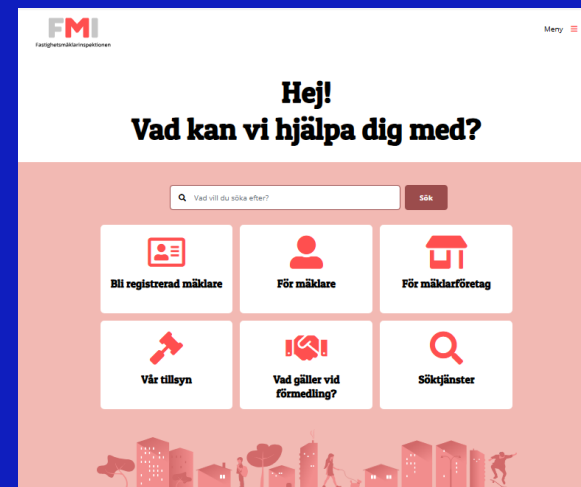 FMI
Fastighetsmäklarinspektionen
Meny
Hej!
Vad kan vi hjälpa dig med?
Vad vill du söka efter?
Sök
Bli registrerad mäklare
För mäklare
För mäklarföretag
Vår tillsyn
Vad gäller vid
förmedling?
Söktjänster